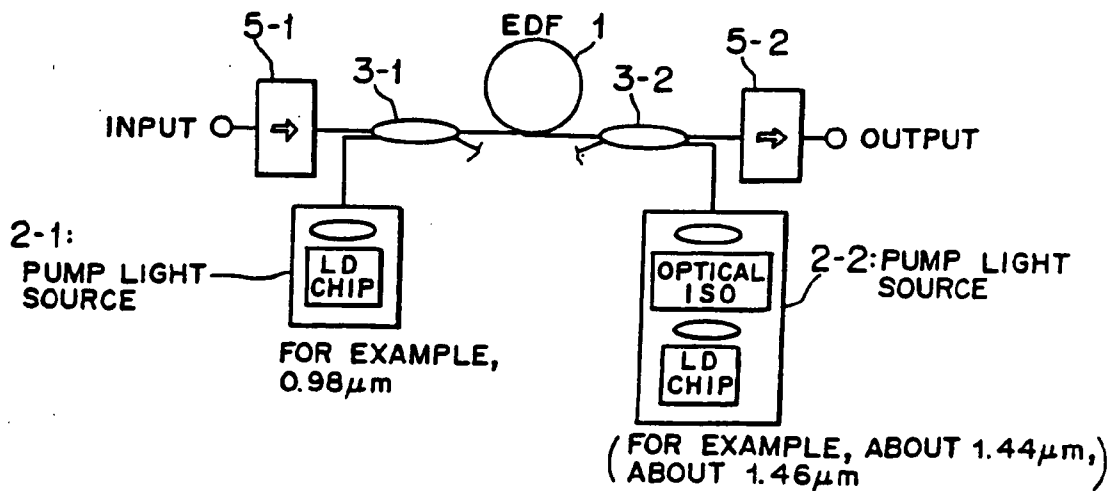 5-1
EDF 1
5-2
3-1
3-2
INPUT
OUTPUT
2-1:
PUMP LIGHT
SOURCE
LD
CHIP
OPTICAL
ISO
LD
CHIP
2-2:PUMP LIGHT
SOURCE
FOR EXAMPLE,
0.98μm
(FOR EXAMPLE, ABOUT 1.44μm,
ABOUT 1.46μm)